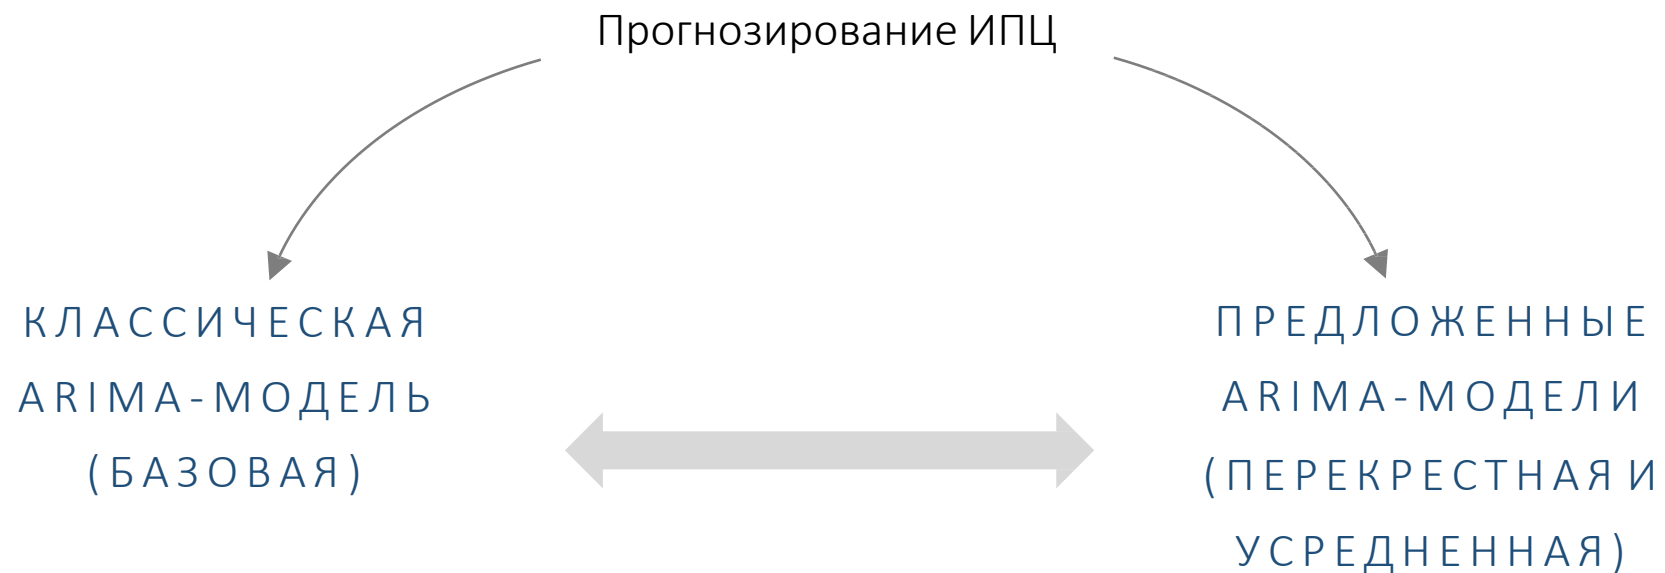 Прогнозирование ИПЦ
КЛАССИЧЕСКАЯ
ARIMA-МОДЕЛЬ
(БАЗОВАЯ)
ПРЕДЛОЖЕННЫЕ
ARIMA-МОДЕЛИ
(ПЕРЕКРЕСТНАЯ И
УСРЕДНЕННАЯ)